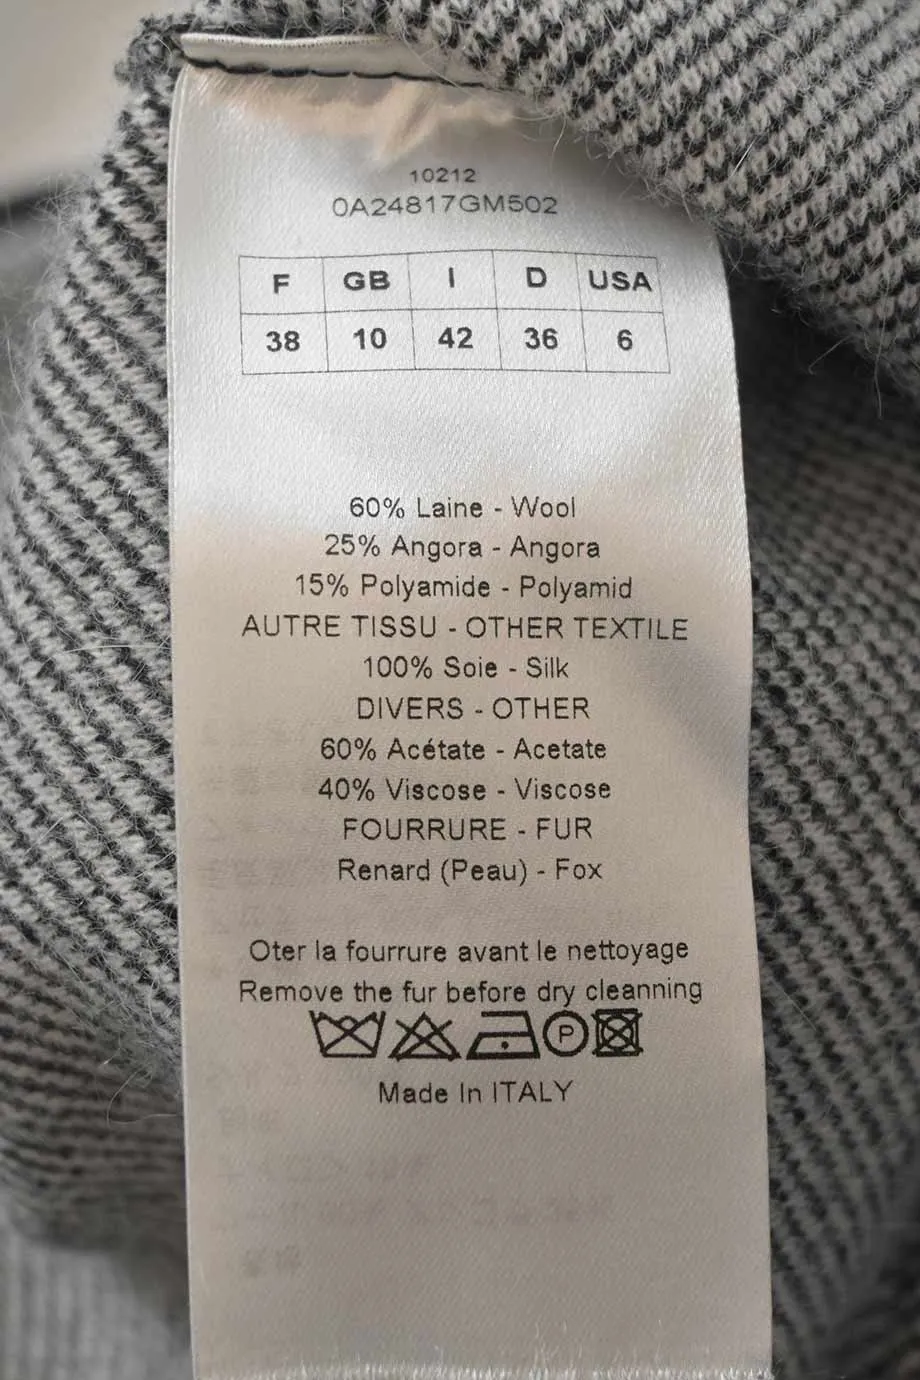 10212
0A24817GM502
F GB I D USA
38 10 42 36 6
60% Laine - Wool
25% Angora - Angora
15% Polyamide - Polyamid
AUTRE TISSU - OTHER TEXTILE
100% Soie - Silk
DIVERS - OTHER
60% Acétate - Acetate
40% Viscose - Viscose
FOURRURE - FUR
Renard (Peau) - Fox
Oter la fourrure avant le nettoyage
Remove the fur before dry cleanning
P
Made In ITALY